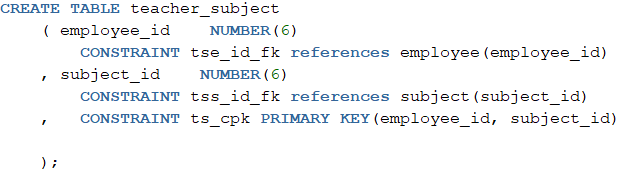 CREATE TABLE teacher_subject
( employee_id NUMBER(6)
CONSTRAINT tse_id_fk references employee(employee_id)
, subject_id NUMBER(6)
CONSTRAINT tss_id_fk references subject(subject_id)
, CONSTRAINT ts_cpk PRIMARY KEY(employee_id, subject_id)
);